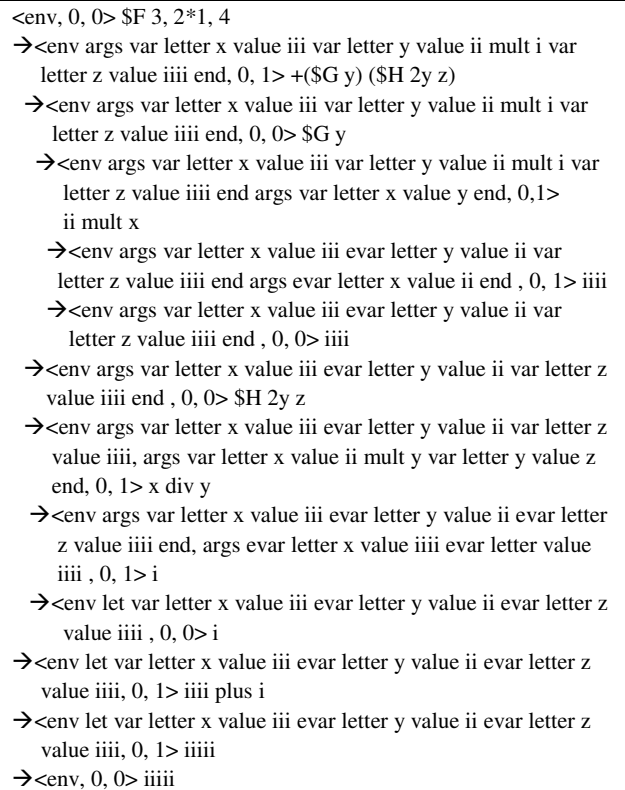 <env, 0, 0> $F 3, 2*1, 4
→<env args var letter x value iii var letter y value ii mult i var
letter z value iiii end, 0, 1> +($G y) ($H 2y z)
→<env args var letter x value iii var letter y value ii mult i var
letter z value iiii end, 0, 0> $G y
→<env args var letter x value iii var letter y value ii mult i var
letter z value iiii end args var letter x value y end, 0,1>
ii mult x
→<env args var letter x value iii evar letter y value ii var
letter z value iiii end args evar letter x value ii end , 0, 1> iiii
→<env args var letter x value iii evar letter y value ii var
letter z value iiii end , 0, 0> iiii
→<env args var letter x value iii evar letter y value ii var letter z
value iiii end , 0, 0> $H 2y z
→<env args var letter x value iii evar letter y value ii var letter z
value iiii, args var letter x value ii mult y var letter y value z
end, 0, 1> x div y
→<env args var letter x value iii evar letter y value ii evar letter
z value iiii end, args evar letter x value iiii evar letter value
iiii , 0, 1> i
→<env let var letter x value iii evar letter y value ii evar letter z
value iiii , 0, 0> i
→<env let var letter x value iii evar letter y value ii evar letter z
value iiii, 0, 1> iiii plus i
→<env let var letter x value iii evar letter y value ii evar letter z
value iiii, 0, 1> iiiii
→<env, 0, 0> iiiii